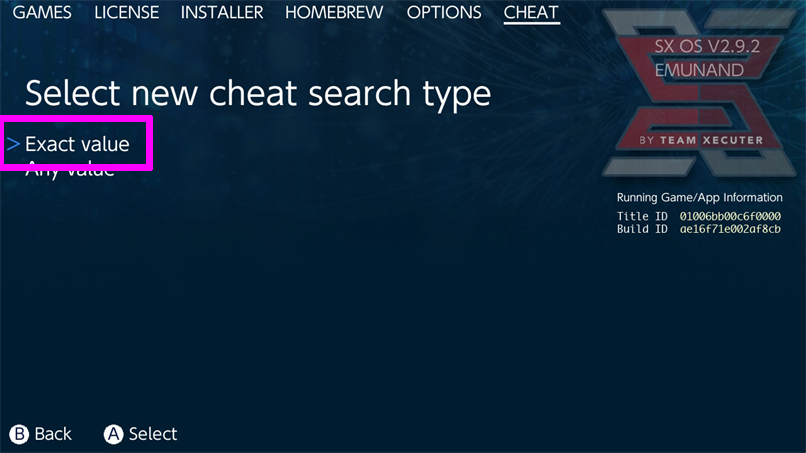 GAMES LICENSE INSTALLER HOMEBREW OPTIONS CHEAT
SX OS V2.9.2
EMUNAND
Select new cheat search type
BY TEAM XECUTER
> Exact value
Any value
Running Game/App Information
Title ID 01006bb00c6f0000
Build ID ae16f71e002af8cb
B Back A Select